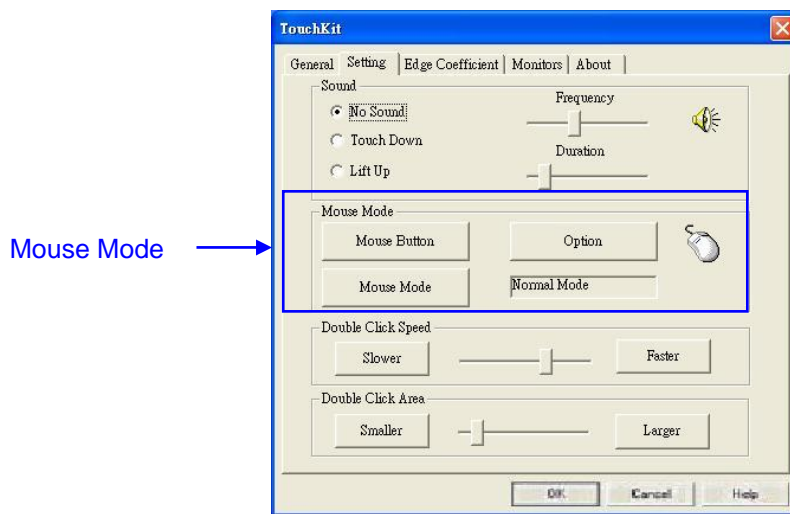 TouchKit
General Setting Edge Coefficient Monitors About
Sound
No Sound
Touch Down
Lift Up
Frequency
Duration
Mouse Mode
Mouse Mode
Mouse Button
Option
Mouse Mode
Normal Mode
Double Click Speed
Slower
Faster
Double Click Area
Smaller
Larger
OK Cancel Help